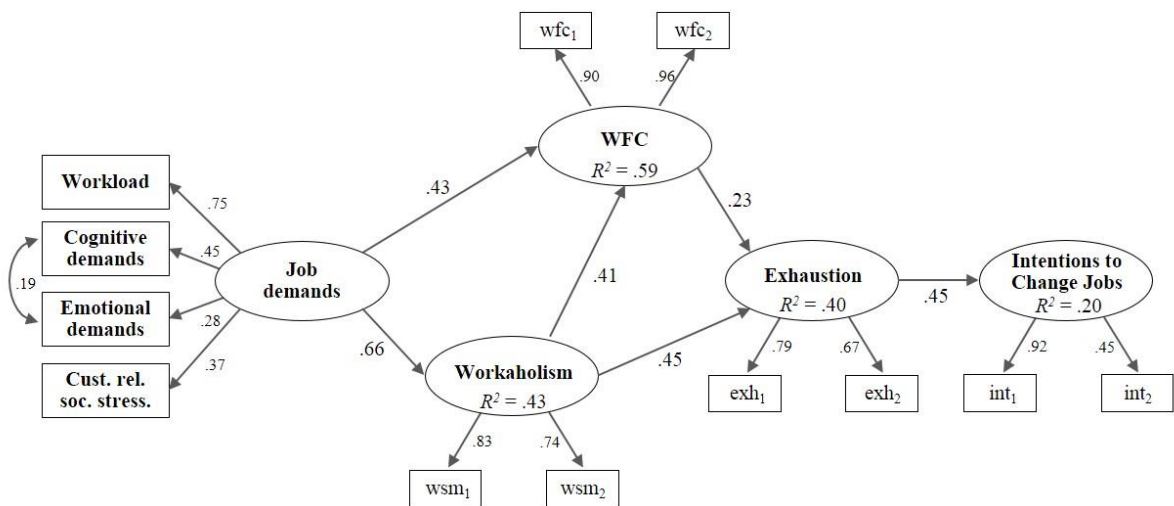 wfc₁
wfc₂
.90
.96
WFC
R² = .59
Workload
.75
.43
.23
Cognitive
demands
.45
.19
Job
demands
.41
Exhaustion
R² = .40
.45
Intentions to
Change Jobs
R² = .20
Emotional
demands
.28
.66
.37
Cust. rel.
soc. stress.
Workaholism
R² = .43
.45
.79
.67
.92
.45
exh₁
exh₂
int₁
int₂
.83
.74
wsm₁
wsm₂